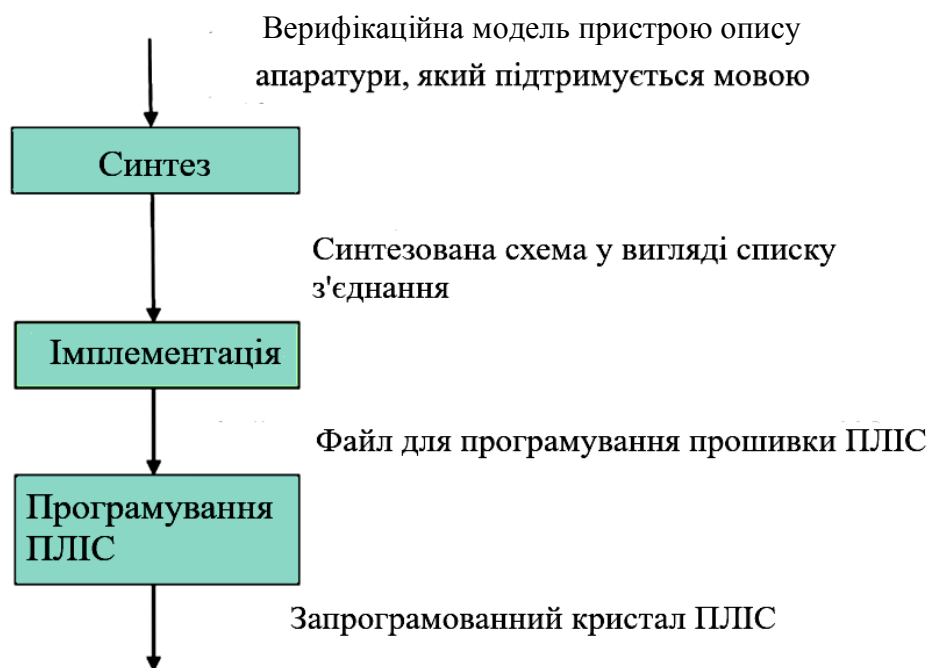 Верифікаційна модель пристрою опису
апаратури, який підтримується мовою
Синтез
Синтезована схема у вигляді списку
з'єднання
Імплементація
Файл для програмування прошивки ПЛІС
Програмування
ПЛІС
Запрограмованний кристал ПЛІС